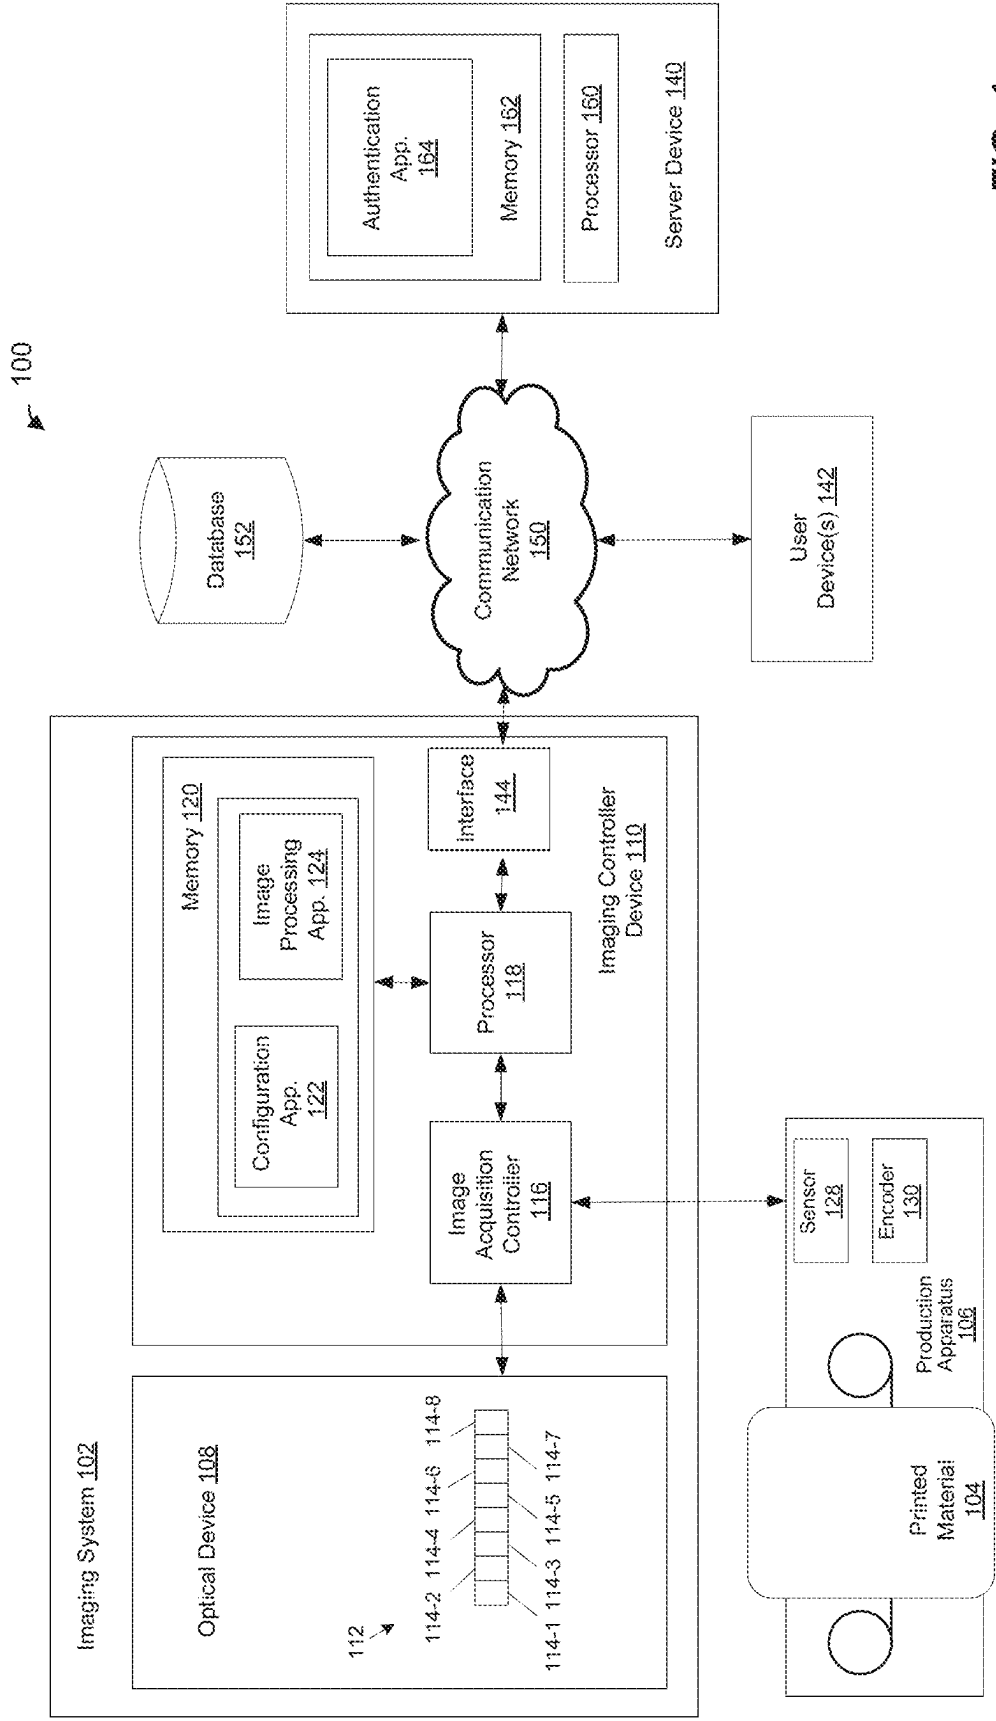 100
Imaging System 102
Optical Device 108
112
114-2
114-4
114-6
114-8
114-1
114-3
114-5
114-7
Memory 120
Configuration
App.
122
Image
Processing
App. 124
Image
Acquisition
Controller
116
Processor
118
Interface
144
Imaging Controller
Device 110
Database
152
Communication
Network
150
User
Device(s) 142
Authentication
App.
164
Memory 162
Processor 160
Server Device 140
Sensor
128
Encoder
130
Production
Apparatus
106
Printed
Material
104